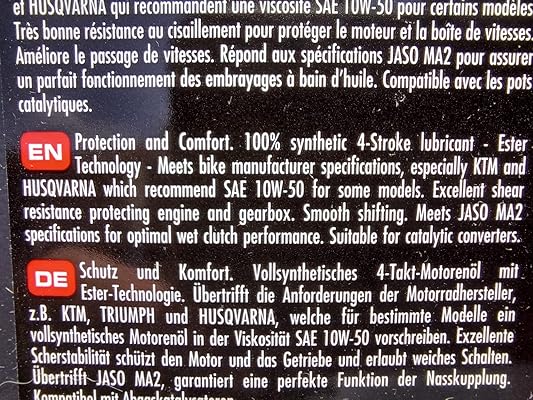 et HUSQVARNA qui recommandent une viscosité SAE 10W-50 pour certains modèles
Très bonne résistance au cisaillement pour protéger le moteur et la boîte de vitesses.
Améliore le passage de vitesses. Répond aux spécifications JASO MA2 pour assurer
un parfait fonctionnement des embrayages à bain d'huile. Compatible avec les pots
catalytiques.
EN Protection and Comfort. 100% synthetic 4-Stroke lubricant - Ester
Technology - Meets bike manufacturer specifications, especially KTM and
HUSQVARNA which recommend SAE 10W-50 for some models. Excellent shear
resistance protecting engine and gearbox. Smooth shifting. Meets JASO MA2
specifications for optimal wet clutch performance. Suitable for catalytic converters.
DE Schutz und Komfort. Vollsynthetisches 4-Takt-Motorenöl mit
Ester-Technologie. Übertrifft die Anforderungen der Motorradhersteller,
z.B. KTM, TRIUMPH und HUSQVARNA, welche für bestimmte Modelle ein
vollsynthetisches Motorenöl in der Viskosität SAE 10W-50 vorschreiben. Exzellente
Scherstabilität schützt den Motor und das Getriebe und erlaubt weiches Schalten.
Übertrifft JASO MA2, garantiert eine perfekte Funktion der Nasskupplung.
Kompatibel mit Abgaskatalysatoren.